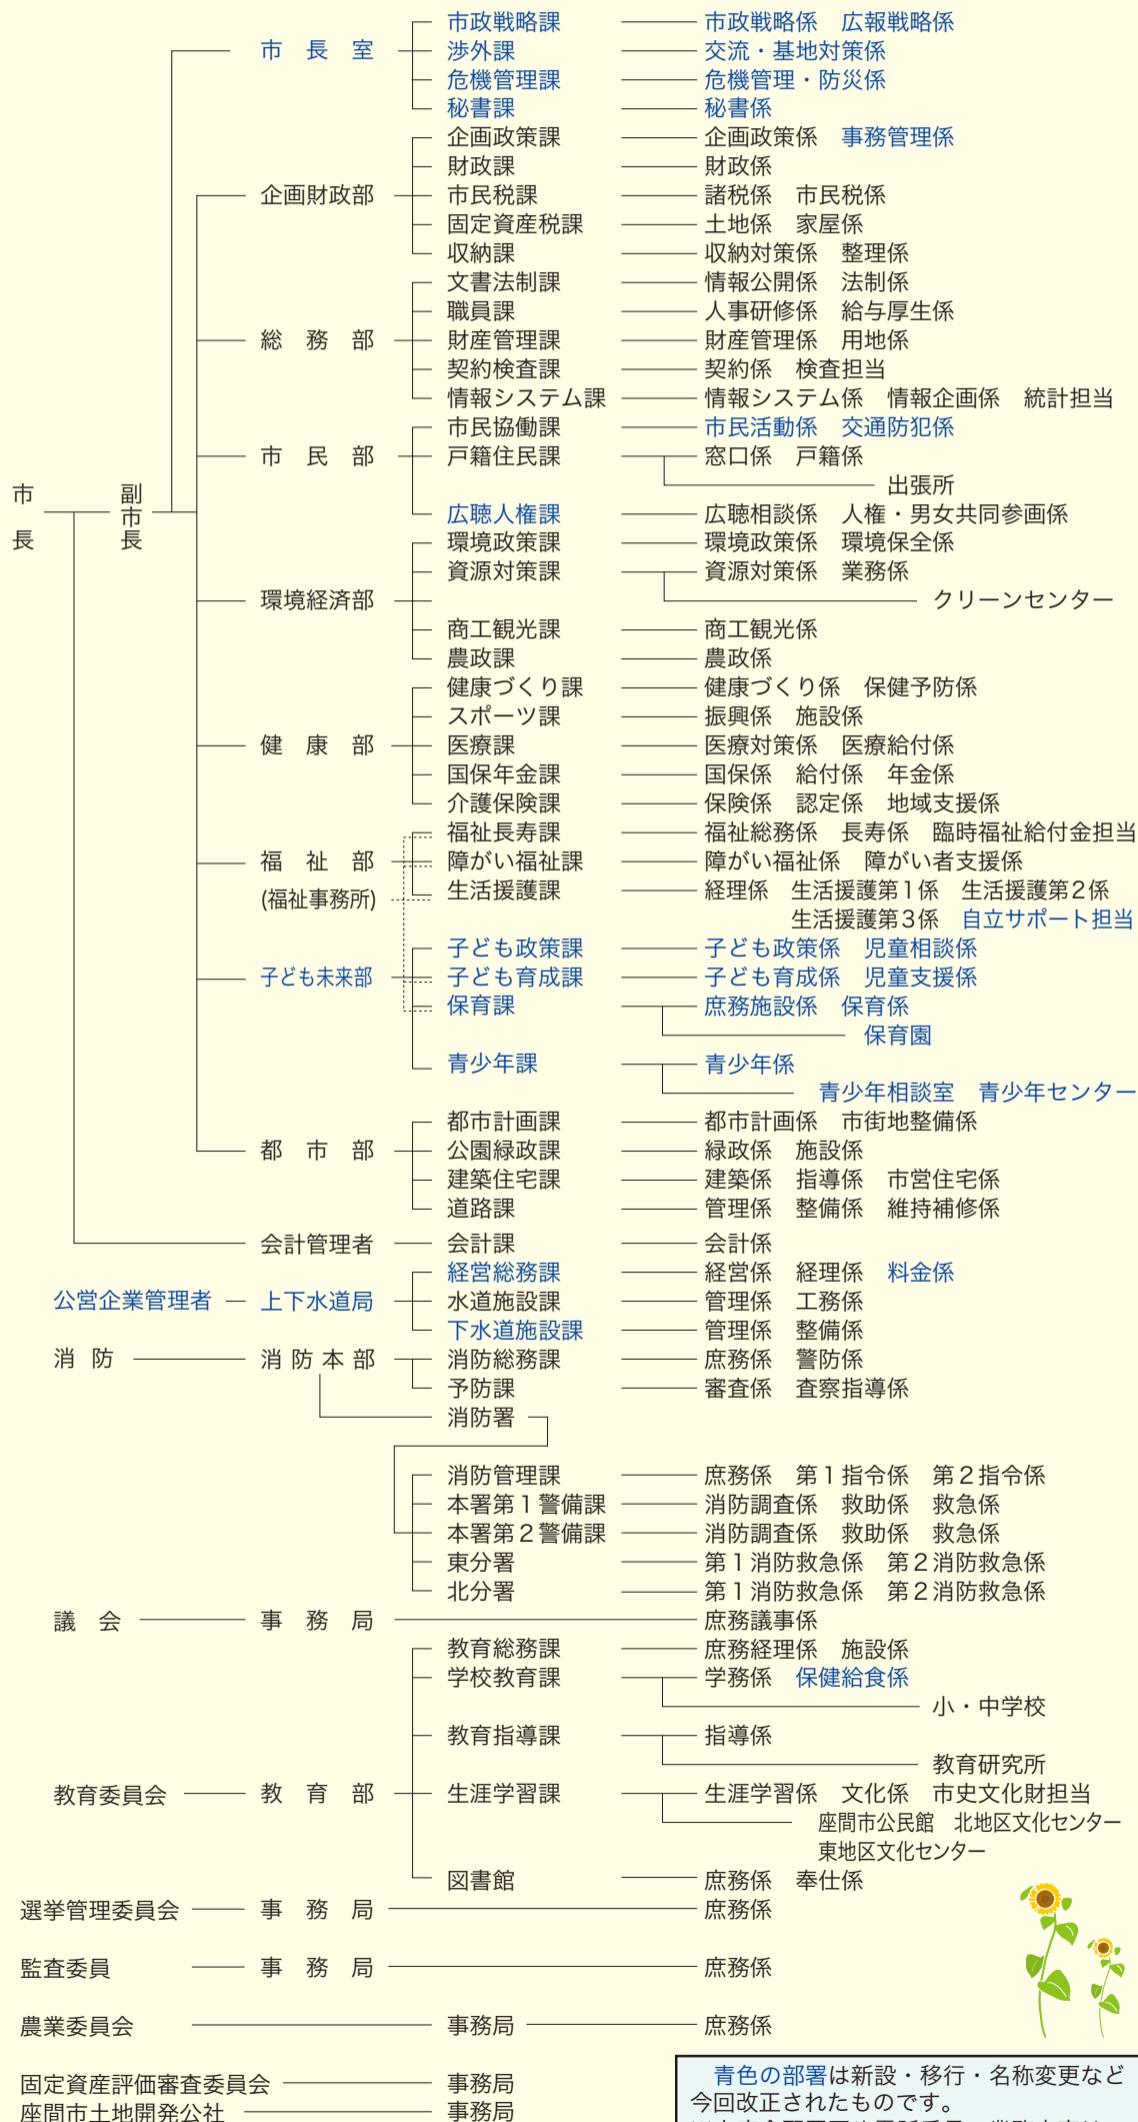 市政戦略課 市政戦略係 広報戦略係
市長室 渉外課 交流・基地対策係
危機管理課 危機管理・防災係
秘書課 秘書係
企画政策課 企画政策係 事務管理係
財政課 財政係
企画財政部 市民税課 諸税係 市民税係
固定資産税課 土地係 家屋係
収納課 収納対策係 整理係
文書法制課 情報公開係 法制係
職員課 人事研修係 給与厚生係
総務部 財産管理課 財産管理係 用地係
契約検査課 契約係 検査担当
情報システム課 情報システム係 情報企画係 統計担当
市民協働課 市民活動係 交通防犯係
市民部 戸籍住民課 窓口係 戸籍係
出張所
市長 副市長
広聴人権課 広聴相談係 人権・男女共同参画係
環境政策課 環境政策係 環境保全係
資源対策課 資源対策係 業務係
環境経済部 クリーンセンター
商工観光課 商工観光係
農政課 農政係
健康づくり課 健康づくり係 保健予防係
スポーツ課 振興係 施設係
健康部 医療課 医療対策係 医療給付係
国保年金課 国保係 給付係 年金係
介護保険課 保険係 認定係 地域支援係
福祉長寿課 福祉総務係 長寿係 臨時福祉給付金担当
福祉部 障がい福祉課 障がい福祉係 障がい者支援係
(福祉事務所) 生活援護課 経理係 生活援護第1係 生活援護第2係
生活援護第3係 自立サポート担当
子ども政策課 子ども政策係 児童相談係
子ども未来部 子ども育成課 子ども育成係 児童支援係
保育課 庶務施設係 保育係
保育園
青少年課 青少年係
青少年相談室 青少年センター
都市計画課 都市計画係 市街地整備係
都市部 公園緑政課 緑政係 施設係
建築住宅課 建築係 指導係 市営住宅係
道路課 管理係 整備係 維持補修係
会計管理者 会計課 会計係
経営総務課 経営係 経理係 料金係
公営企業管理者 上下水道局 水道施設課 管理係 工務係
下水道施設課 管理係 整備係
消防 消防本部 消防総務課 庶務係 警防係
予防課 審査係 査察指導係
消防署
消防管理課 庶務係 第1指令係 第2指令係
本署第1警備課 消防調査係 救助係 救急係
本署第2警備課 消防調査係 救助係 救急係
東分署 第1消防救急係 第2消防救急係
北分署 第1消防救急係 第2消防救急係
議会 事務局 庶務議事係
教育総務課 庶務経理係 施設係
学校教育課 学務係 保健給食係
小・中学校
教育指導課 指導係
教育研究所
教育委員会 教育部 生涯学習課 生涯学習係 文化係 市史文化財担当
座間市公民館 北地区文化センター
東地区文化センター
図書館 庶務係 奉仕係
選挙管理委員会 事務局 庶務係
監査委員 事務局 庶務係
農業委員会 事務局 庶務係
固定資産評価審査委員会 事務局
座間市土地開発公社 事務局
青色の部署は新設・移行・名称変更など
今回改正されたものです。